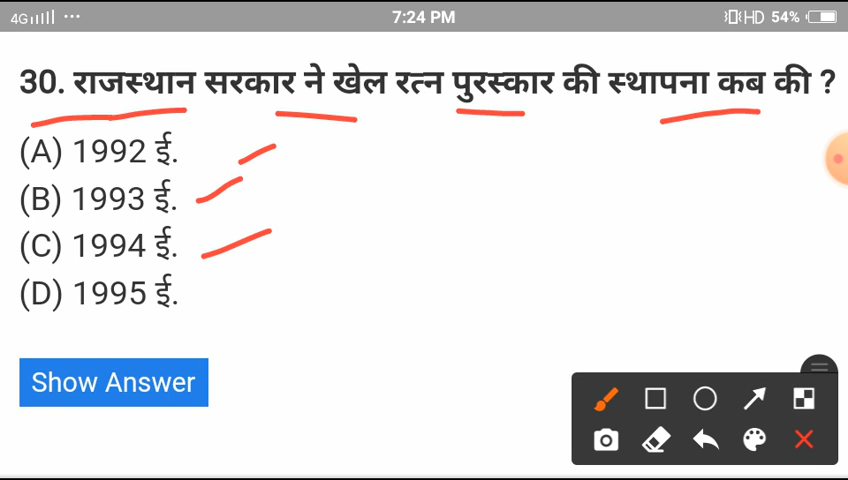 4G ... 7:24 PM HD 54%
30. राजस्थान सरकार ने खेल रत्न पुरस्कार की स्थापना कब की ?
(A) 1992 ई.
(B) 1993 ई.
(C) 1994 ई.
(D) 1995 ई.
Show Answer